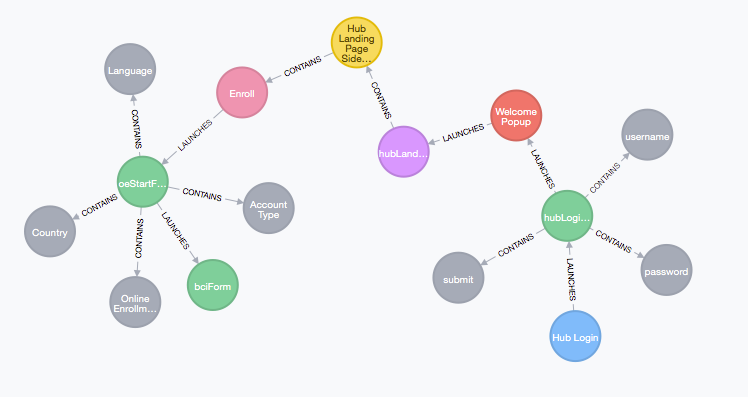 Hub
Landing
Page
Side...
CONTAINS
Language
Enroll
CONTAINS
Welcome
Popup
LAUNCHES
CONTAINS
LAUNCHES
username
hubLand...
LAUNCHES
CONTAINS
oeStartF...
CONTAINS
Account
Type
CONTAINS
hubLogi...
Country
LAUNCHES
CONTAINS
CONTAINS
CONTAINS
password
submit
LAUNCHES
bciForm
Online
Enrollm...
Hub Login